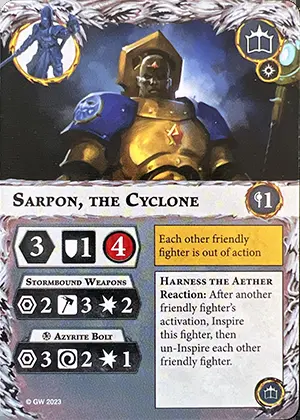 SARPON, THE CYCLONE
1
3 1 4
Each other friendly
fighter is out of action
STORMBOUND WEAPONS
2 3 2
AZYRITE BOLT
3 2 1
HARNESS THE AETHER
Reaction: After another
friendly fighter's
activation, Inspire
this fighter, then
un-Inspire each other
friendly fighter.
© GW 2023